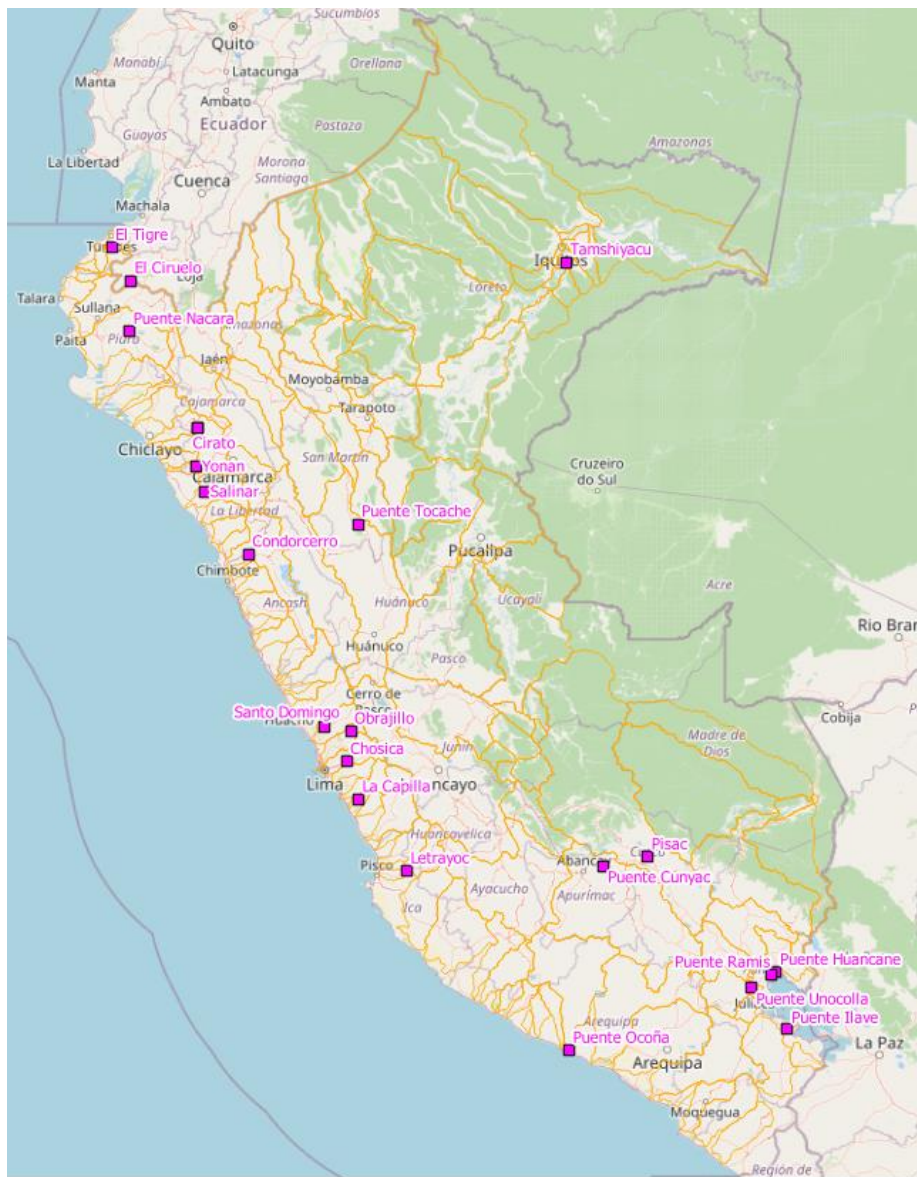 Sucumbíos
Quito
Manabí
Orellana
Manta
Latacunga
Ambato
Ecuador
Pastaza
Guayas
Amazonas
La Libertad
Morona
Santiago
Cuenca
Machala
El Tigre
Tamshiyacu
El Ciruelo
Loja
Loreto
Talara
Sullana
Puente Nacara
Paita
Piura
Jaén
Moyobamba
Cajamarca
Tarapoto
Cirato
Chiclayo
San Martín
Cruzeiro
do Sul
Yonán
Cajamarca
Salinar
La Libertad
Puente Tocache
Condorcerro
Pucallpa
Chimbote
Ancash
Huánuco
Ucayali
Acre
Rio Bran
Huánuco
Pasco
Cerro de
Santo Domingo
Obrajillo
Cobija
Madre de
Dios
Junín
Chosica
Lima
La Capilla
Huancavelica
Pisac
Pisco
Letrayoc
Abancay
Puente Cunyac
Ayacucho
Apurímac
Ica
Puente Ramis
Puente Huancane
Puente Unocolla
Puente Ilave
Arequipa
Puente Ocoña
Arequipa
La Paz
Moquegua
Región de